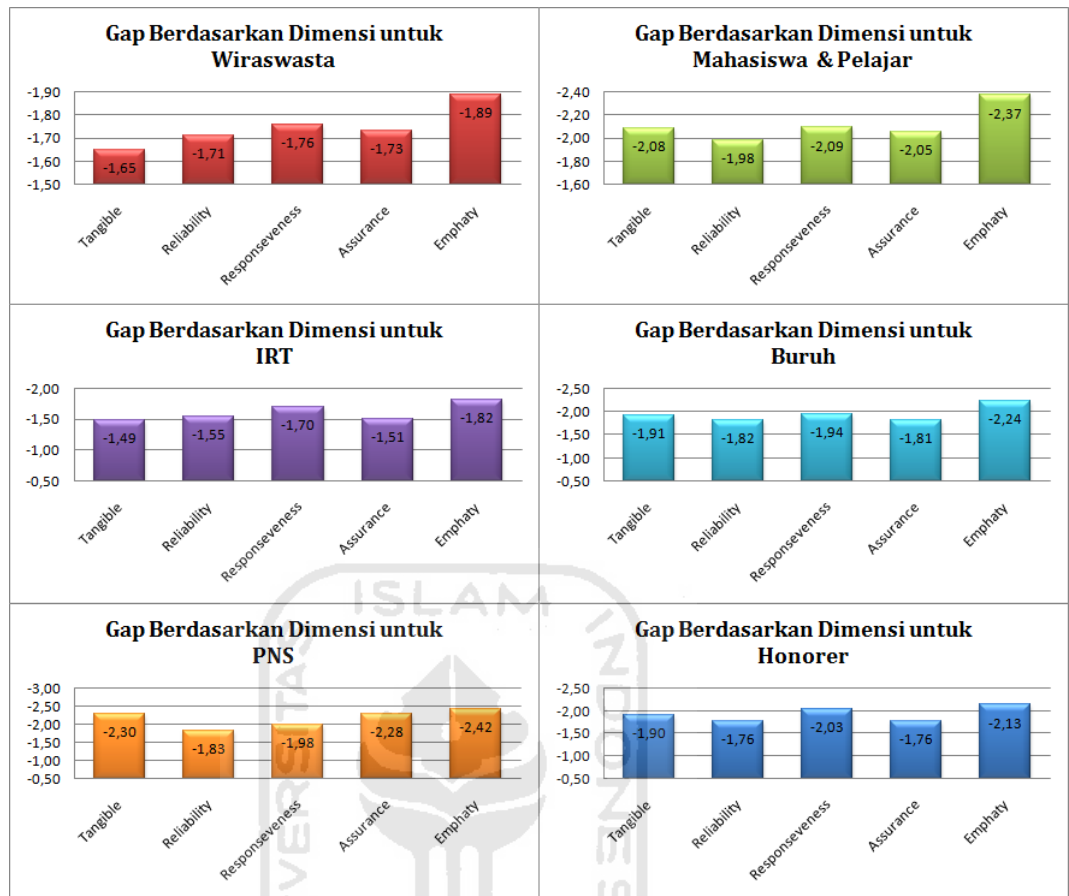 Gap Berdasarkan Dimensi untuk
Wiraswasta
-1,90
-1,80
-1,70
-1,60
-1,50
-1,65
-1,71
-1,76
-1,73
-1,89
Tangible
Reliability
Responseveness
Assurance
Emphaty
Gap Berdasarkan Dimensi untuk
Mahasiswa & Pelajar
-2,40
-2,20
-2,00
-1,80
-1,60
-2,08
-1,98
-2,09
-2,05
-2,37
Tangible
Reliability
Responseveness
Assurance
Emphaty
Gap Berdasarkan Dimensi untuk
IRT
-2,00
-1,50
-1,00
-0,50
-1,49
-1,55
-1,70
-1,51
-1,82
Tangible
Reliability
Responseveness
Assurance
Emphaty
Gap Berdasarkan Dimensi untuk
Buruh
-2,50
-2,00
-1,50
-1,00
-0,50
-1,91
-1,82
-1,94
-1,81
-2,24
Tangible
Reliability
Responseveness
Assurance
Emphaty
Gap Berdasarkan Dimensi untuk
PNS
-3,00
-2,50
-2,00
-1,50
-1,00
-0,50
-2,30
-1,83
-1,98
-2,28
-2,42
Tangible
Reliability
Responseveness
Assurance
Emphaty
Gap Berdasarkan Dimensi untuk
Honorer
-2,50
-2,00
-1,50
-1,00
-0,50
-1,90
-1,76
-2,03
-1,76
-2,13
Tangible
Reliability
Responseveness
Assurance
Emphaty
ISLAM